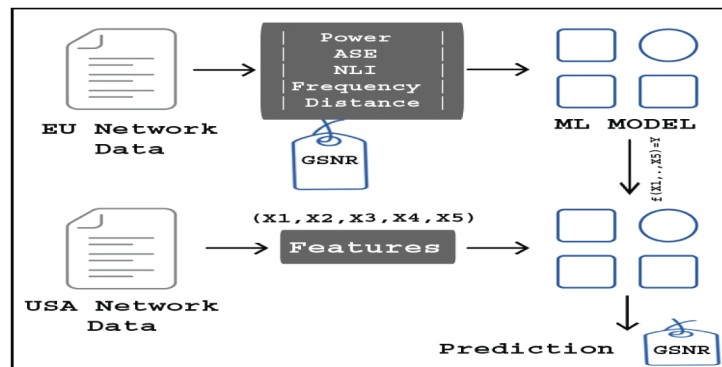 | Power |
| ASE |
| NLI |
|Frequency |
| Distance |
EU Network
Data
GSNR
ML MODEL
f(X1,.,X5)=Y
(X1,X2,X3,X4,X5)
Features
USA Network
Data
Prediction
GSNR